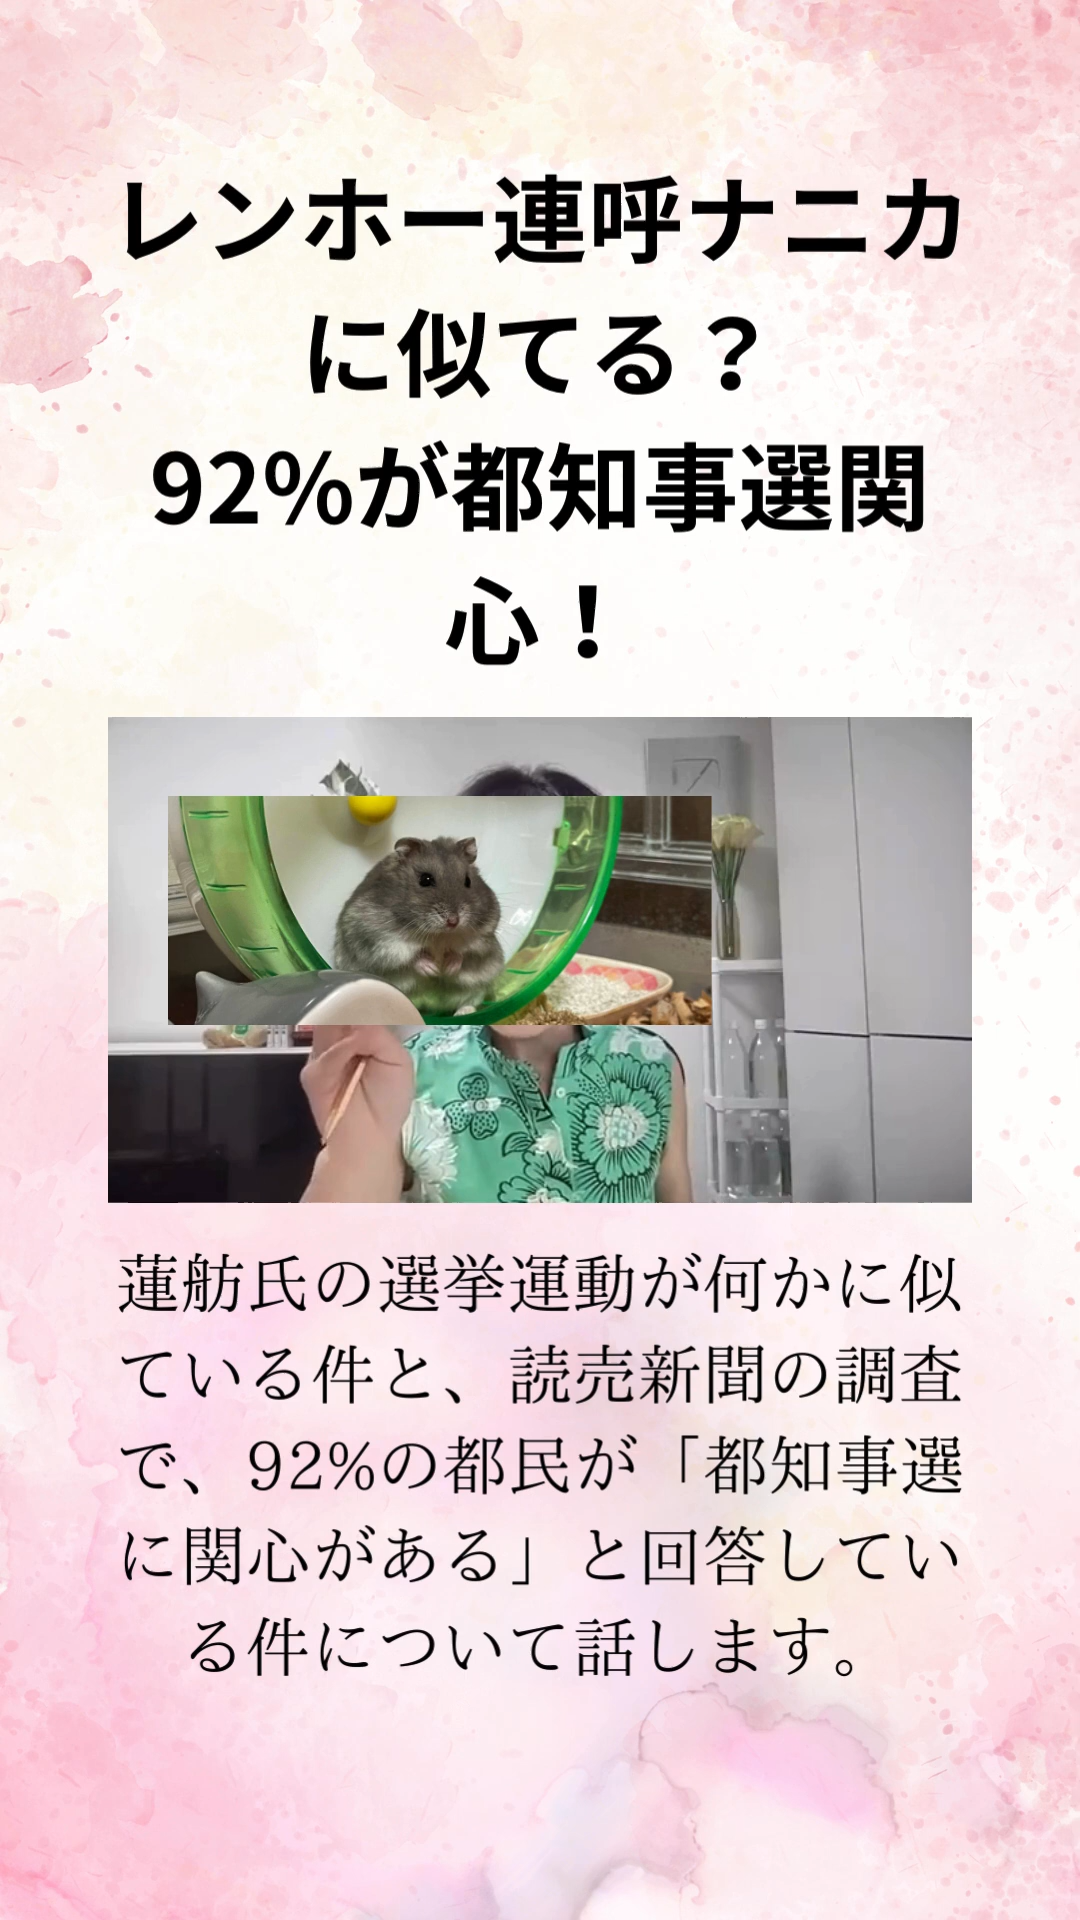 レンホー連呼ナニカ
に似てる？
92%が都知事選関
心！
蓮舫氏の選挙運動が何かに似
ている件と、読売新聞の調査
で、92%の都民が「都知事選
に関心がある」と回答してい
る件について話します。